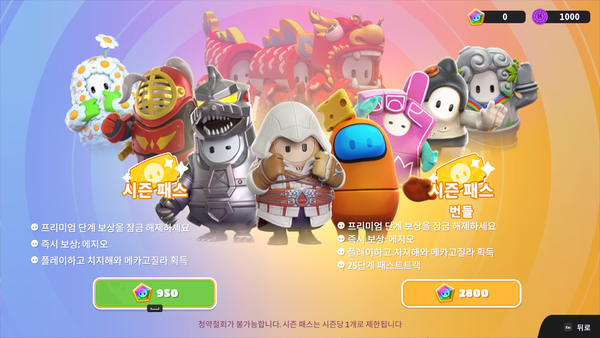 0
1000
시즌 패스
시즌 패스
번들
프리미엄 단계 보상을 잠금 해제하세요
즉시 보상: 에지오
플레이하고 치지해와 메카고질라 획득
프리미엄 단계 보상을 잠금 해제하세요
즉시 보상: 에지오
플레이하고 치지해와 메카고질라 획득
25단계 패스트트랙
950
2800
청약철회가 불가능합니다. 시즌 패스는 시즌당 1개로 제한됩니다
Esc 뒤로